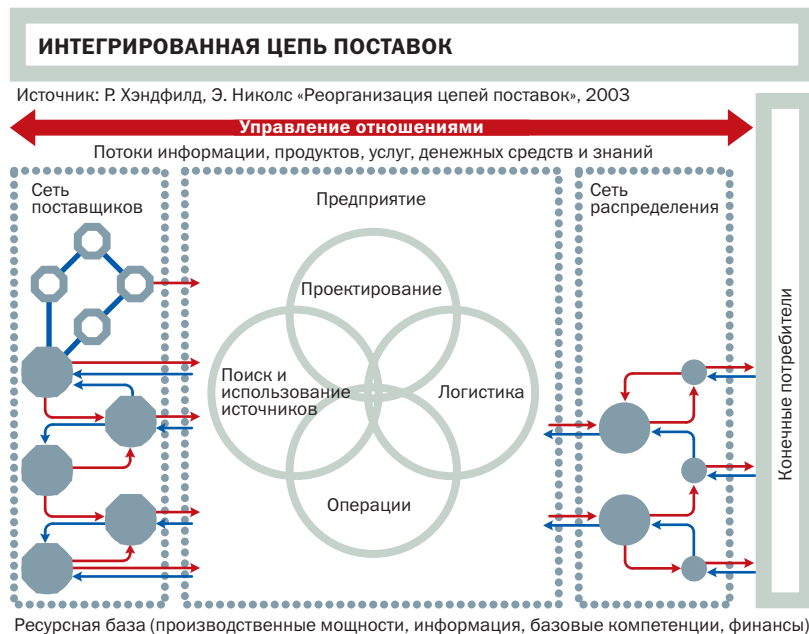 ИНТЕГРИРОВАННАЯ ЦЕПЬ ПОСТАВОК
Источник: Р. Хэндфилд, Э. Николс «Реорганизация цепей поставок», 2003
Управление отношениями
Потоки информации, продуктов, услуг, денежных средств и знаний
Сеть
поставщиков
Предприятие
Проектирование
Поиск и
использование
источников
Логистика
Операции
Сеть
распределения
Конечные потребители
Ресурсная база (производственные мощности, информация, базовые компетенции, финансы)